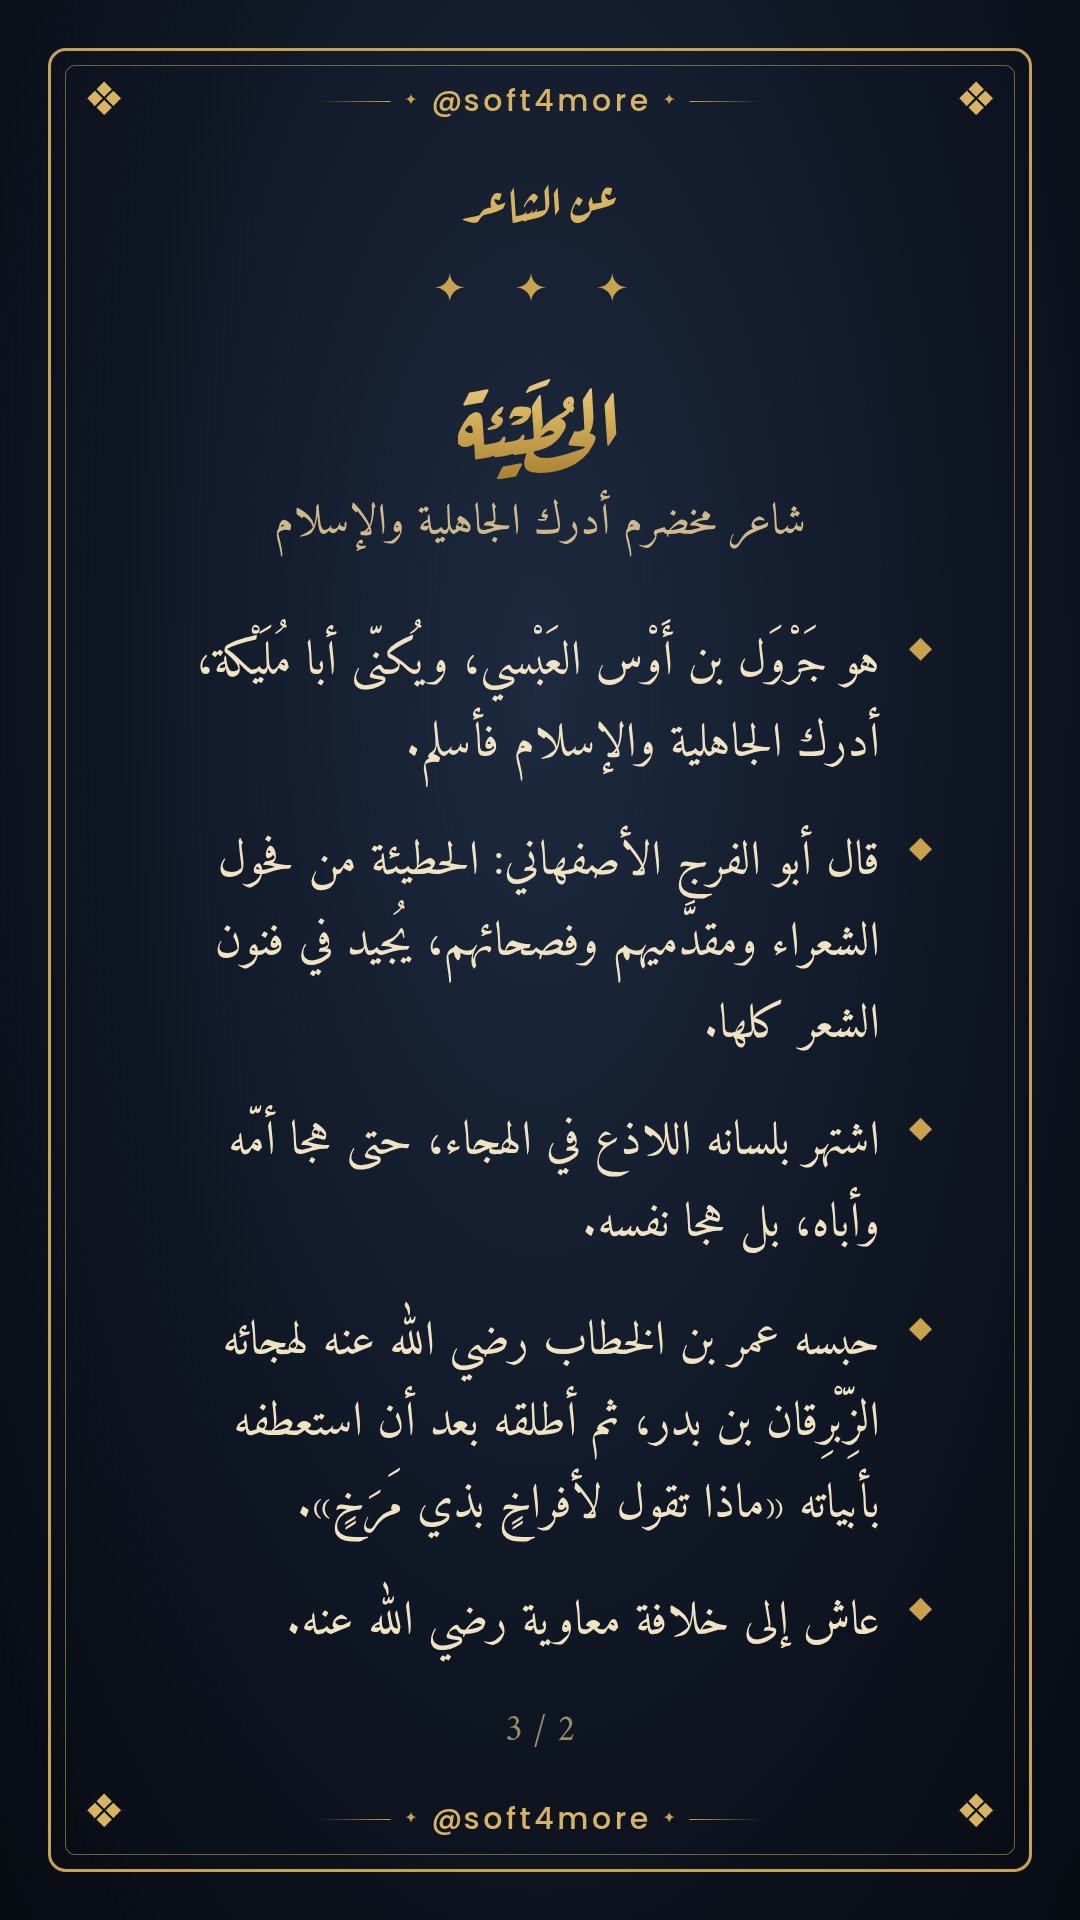 @soft4more
عن الشاعر
الحُطَيْئَة
شاعر مخضرم أدرك الجاهلية والإسلام
هو جَرْوَل بن أَوْس العَبْسي، ويُكنّى أبا مُلَيْكة،
أدرك الجاهلية والإسلام فأسلم.
قال أبو الفرج الأصفهاني: الحطيئة من فحول
الشعراء ومقدَّميهم وفصحائهم، يُجيد في فنون
الشعر كلها.
اشتهر بلسانه اللاذع في الهجاء، حتى هجا أمّه
وأباه، بل هجا نفسه.
حبسه عمر بن الخطاب رضي الله عنه لهجائه
الزِّبْرِقان بن بدر، ثم أطلقه بعد أن استعطفه
بأبياته «ماذا تقول لأفراخٍ بذي مَرَخٍ».
عاش إلى خلافة معاوية رضي الله عنه.
2 / 3
@soft4more